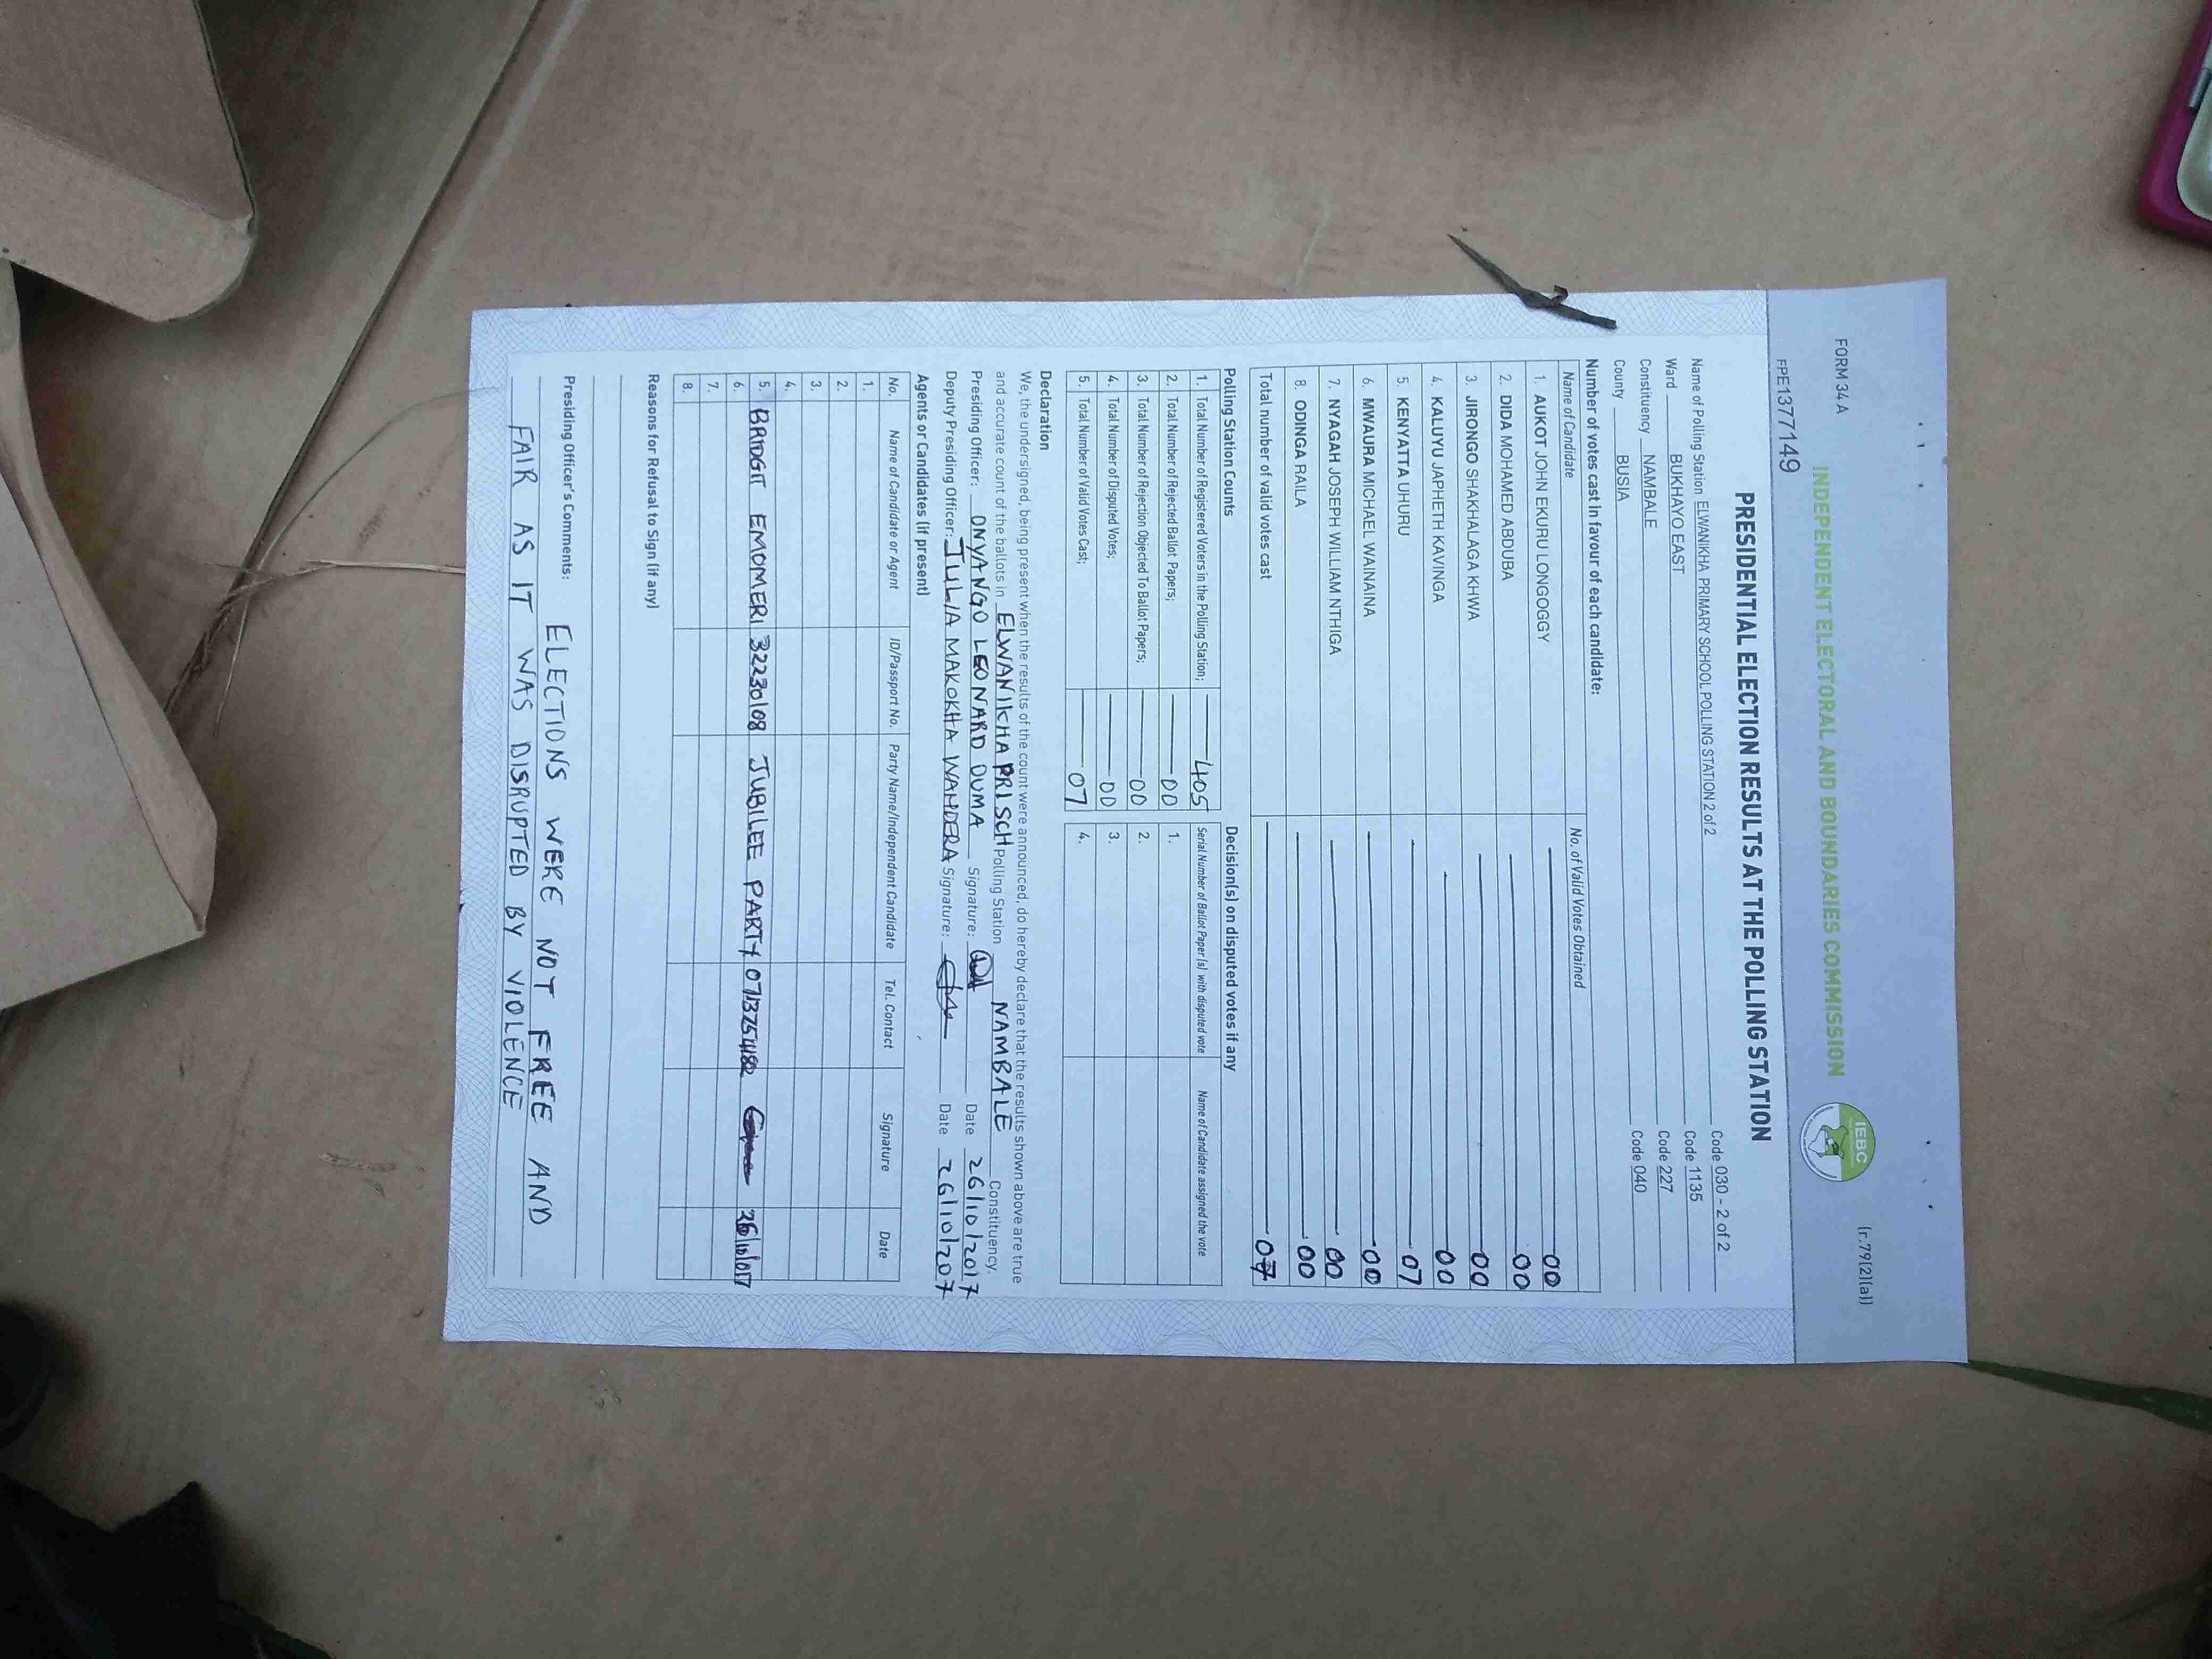 FORM 34 A
(r.79(2)(a))
INDEPENDENT ELECTORAL AND BOUNDARIES COMMISSION
IEBC
PRESIDENTIAL ELECTION RESULTS AT THE POLLING STATION
Name of Polling Station ELWANIKHA PRIMARY SCHOOL POLLING STATION 2 of 2 Code 030 - 2 of 2
Ward BUKHAYO EAST Code 1135
Constituency NAMBALE Code 227
County BUSIA Code 040
Number of votes cast in favour of each candidate:
Name of Candidate No. of Valid Votes Obtained
1. AUKOT JOHN EKURU LONGOGGY 00
2. DIDA MOHAMED ABDUBA 00
3. JIRONGO SHAKHALAGA KHWA 00
4. KALUYU JAPHETH KAVINGA 00
5. KENYATTA UHURU 07
6. MWAURA MICHAEL WAINAINA 00
7. NYAGAH JOSEPH WILLIAM NTHIGA 00
8. ODINGA RAILA 00
Total number of valid votes cast 07
Polling Station Counts Decision(s) on disputed votes if any
1. Total Number of Registered Voters in the Polling Station; 405 Serial Number of Ballot Paper(s) with disputed vote Name of Candidate assigned the vote
2. Total Number of Rejected Ballot Papers; 00 1.
3. Total Number of Rejection Objected To Ballot Papers; 00 2.
4. Total Number of Disputed Votes; 00 3.
5. Total Number of Valid Votes Cast; 07 4.
Declaration
We, the undersigned, being present when the results of the count were announced, do hereby declare that the results shown above are true
and accurate count of the ballots in ELWANIKHA PRI SCH Polling Station NAMBALE Constituency.
Presiding Officer: ONYANGO LEONARD DUMA Signature: Date 26/10/2017
Deputy Presiding Officer: JULIA MAKOKHA WANDERA Signature: Date 26/10/207
Agents or Candidates (if present)
No. Name of Candidate or Agent ID/Passport No. Party Name/Independent Candidate Tel. Contact Signature Date
1.
2.
3.
4.
5. BRIDGIT EMOMERI 32230108 JUBILEE PARTY
6.
7.
8.
Reasons for Refusal to Sign (if any)
Presiding Officer's Comments: ELECTIONS WERE NOT FREE AND
FAIR AS IT WAS DISRUPTED BY VIOLENCE